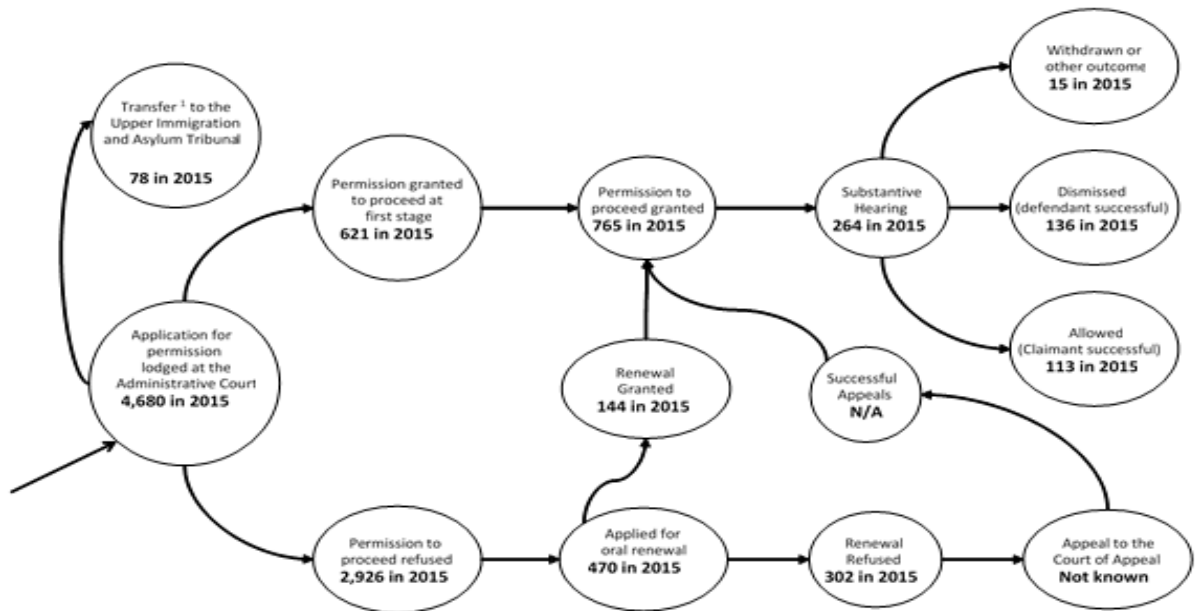 Withdrawn or
other outcome
15 in 2015
Transfer 1 to the
Upper Immigration
and Asylum Tribunal
78 in 2015
Permission granted
to proceed at
first stage
621 in 2015
Permission to
proceed granted
765 in 2015
Substantive
Hearing
264 in 2015
Dismissed
(defendant successful)
136 in 2015
Application for
permission
lodged at the
Administrative Court
4,680 in 2015
Renewal
Granted
144 in 2015
Successful
Appeals
N/A
Allowed
(Claimant successful)
113 in 2015
Permission to
proceed refused
2,926 in 2015
Applied for
oral renewal
470 in 2015
Renewal
Refused
302 in 2015
Appeal to the
Court of Appeal
Not known